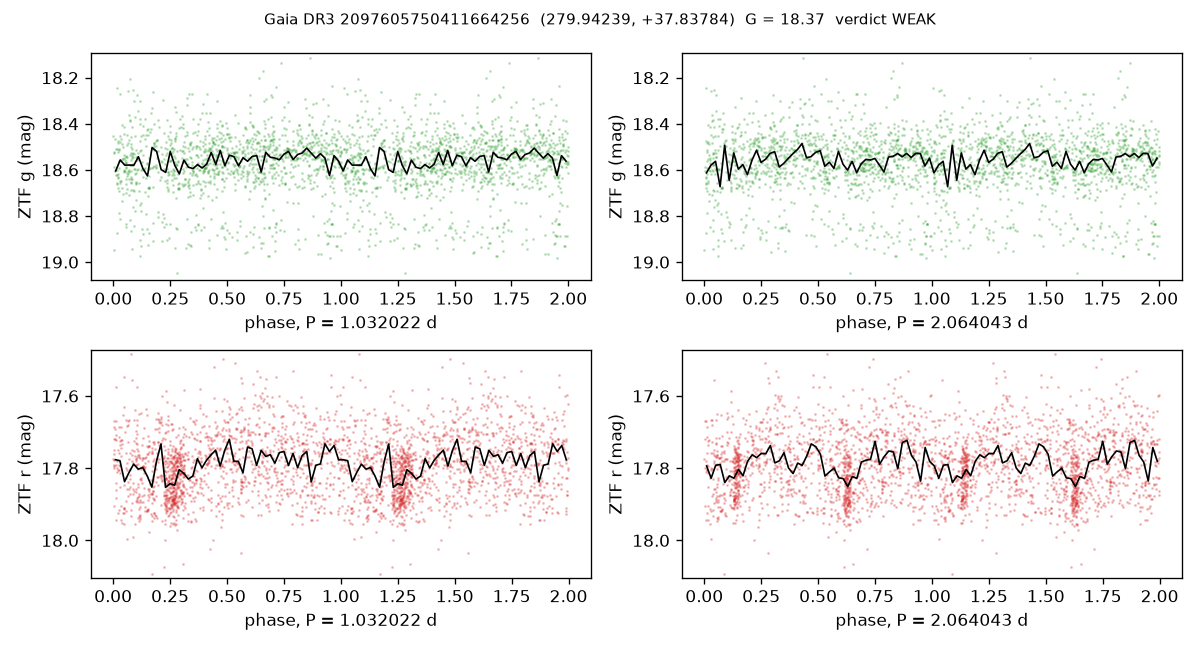 Gaia DR3 2097605750411664256  (279.94239, +37.83784)  G = 18.37  verdict WEAK
ZTF g (mag)
18.2
18.4
18.6
18.8
19.0
0.00 0.25 0.50 0.75 1.00 1.25 1.50 1.75 2.00
phase, P = 1.032022 d
ZTF g (mag)
18.2
18.4
18.6
18.8
19.0
0.00 0.25 0.50 0.75 1.00 1.25 1.50 1.75 2.00
phase, P = 2.064043 d
ZTF r (mag)
17.6
17.8
18.0
0.00 0.25 0.50 0.75 1.00 1.25 1.50 1.75 2.00
phase, P = 1.032022 d
ZTF r (mag)
17.6
17.8
18.0
0.00 0.25 0.50 0.75 1.00 1.25 1.50 1.75 2.00
phase, P = 2.064043 d